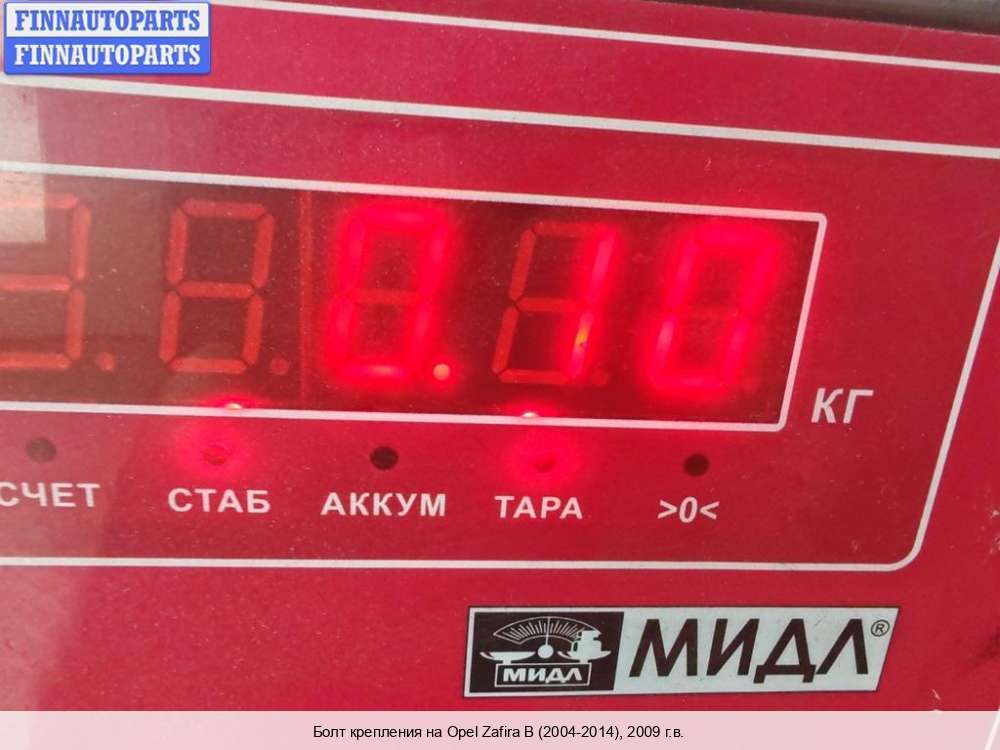 FINNAUTOPARTS
FINNAUTOPARTS
0.10
КГ
СЧЕТ СТАБ АККУМ ТАРА >0<
МИДЛ МИДЛ®
Болт крепления на Opel Zafira B (2004-2014), 2009 г.в.